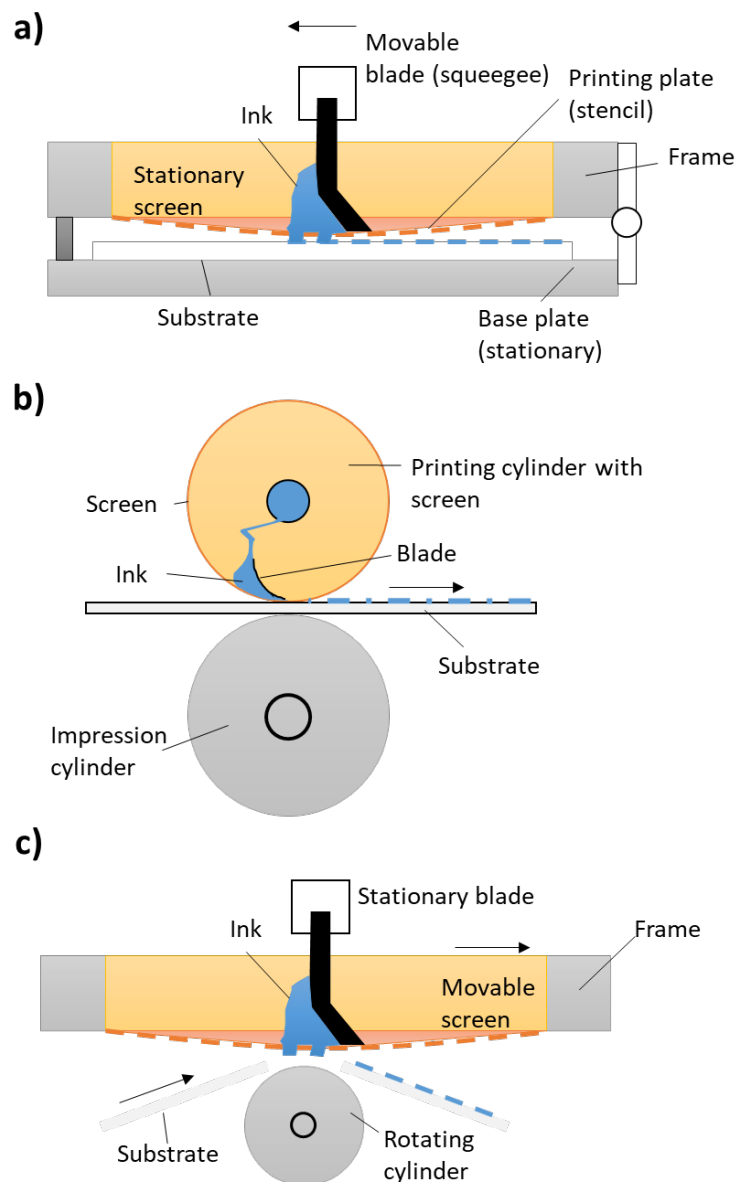 a)
Movable
blade (squeegee)
Printing plate
(stencil)
Ink
Frame
Stationary
screen
Substrate
Base plate
(stationary)
b)
Printing cylinder with
screen
Screen
Blade
Ink
Substrate
Impression
cylinder
c)
Stationary blade
Ink
Frame
Movable
screen
Substrate
Rotating
cylinder